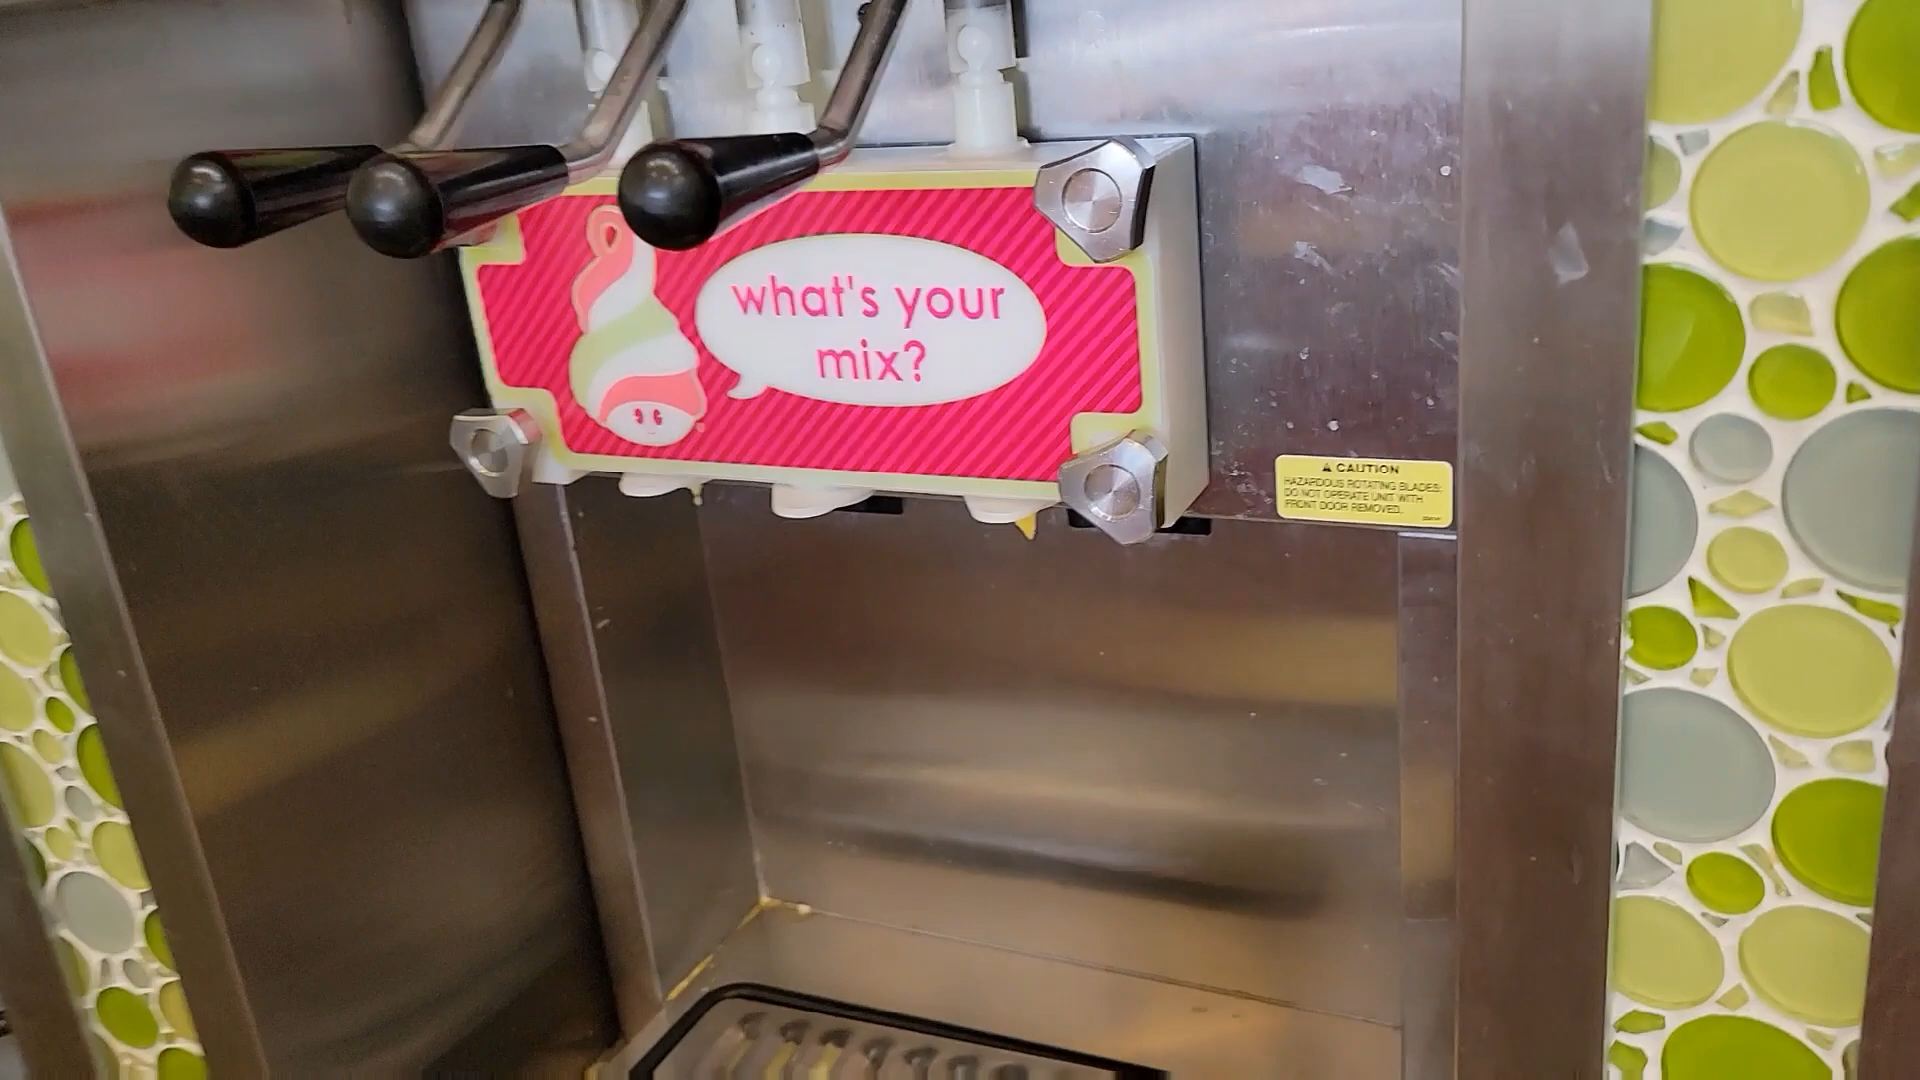 what's your
mix?
CAUTION
HAZARDOUS ROTATING BLADES:
DO NOT OPERATE UNIT WITH
FRONT DOOR REMOVED.